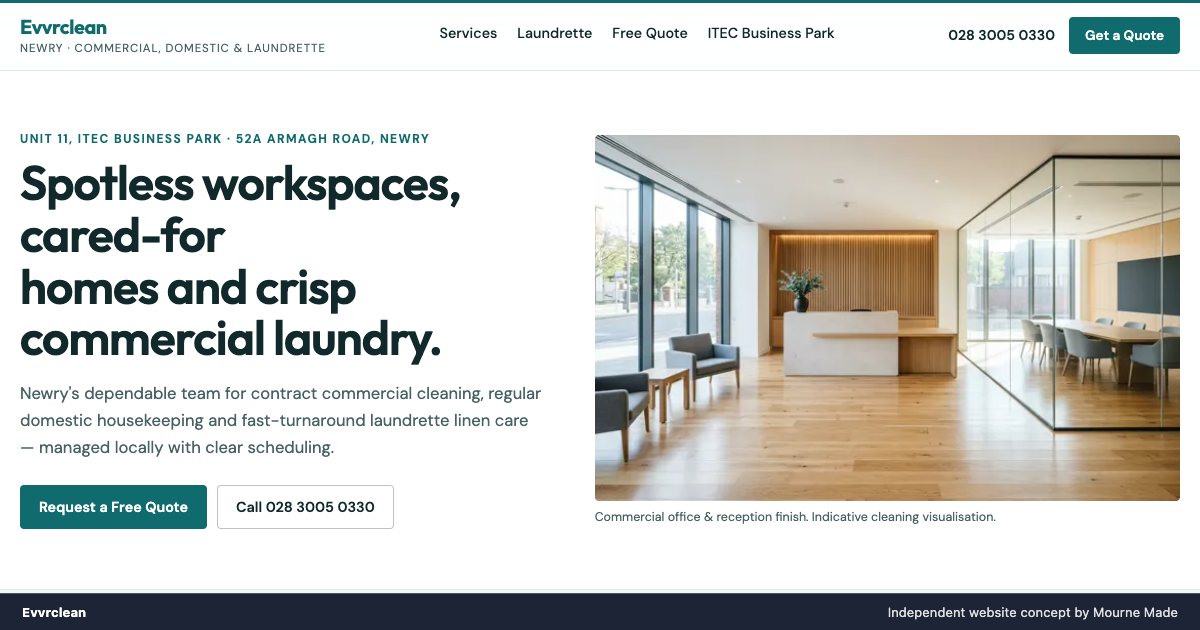 Evvrclean
NEWRY · COMMERCIAL, DOMESTIC & LAUNDRETTE
Services Laundrette Free Quote ITEC Business Park
028 3005 0330
Get a Quote
UNIT 11, ITEC BUSINESS PARK · 52A ARMAGH ROAD, NEWRY
Spotless workspaces,
cared-for
homes and crisp
commercial laundry.
Newry's dependable team for contract commercial cleaning, regular
domestic housekeeping and fast-turnaround laundrette linen care
— managed locally with clear scheduling.
Request a Free Quote
Call 028 3005 0330
Commercial office & reception finish. Indicative cleaning visualisation.
Evvrclean
Independent website concept by Mourne Made